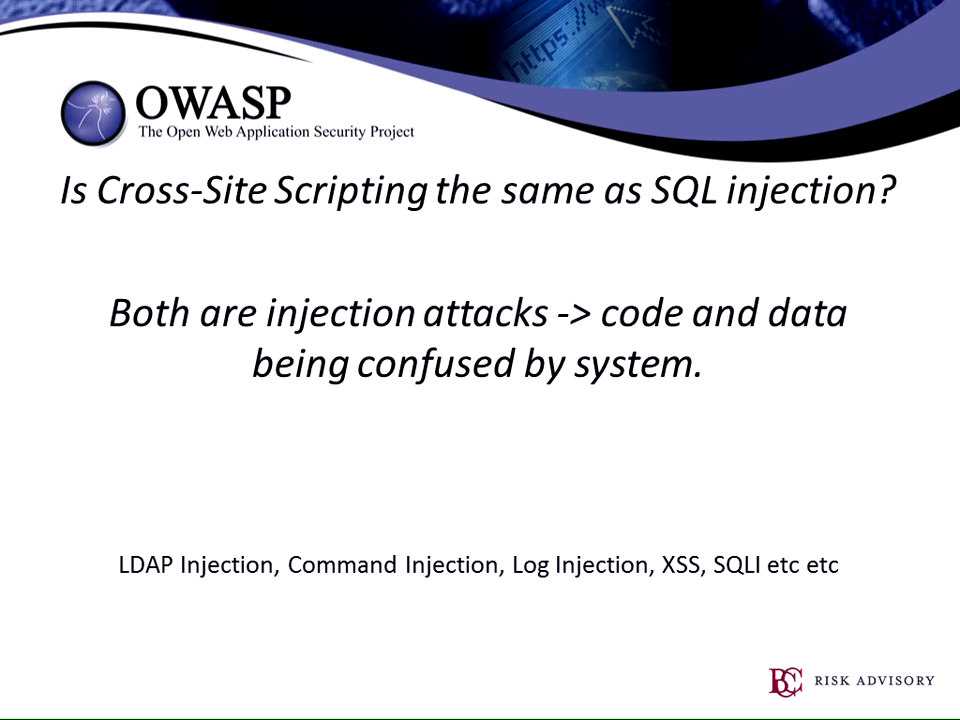 https://w
OWASP
The Open Web Application Security Project
Is Cross-Site Scripting the same as SQL injection?
Both are injection attacks -> code and data
being confused by system.
LDAP Injection, Command Injection, Log Injection, XSS, SQLI etc etc
BCC RISK ADVISORY